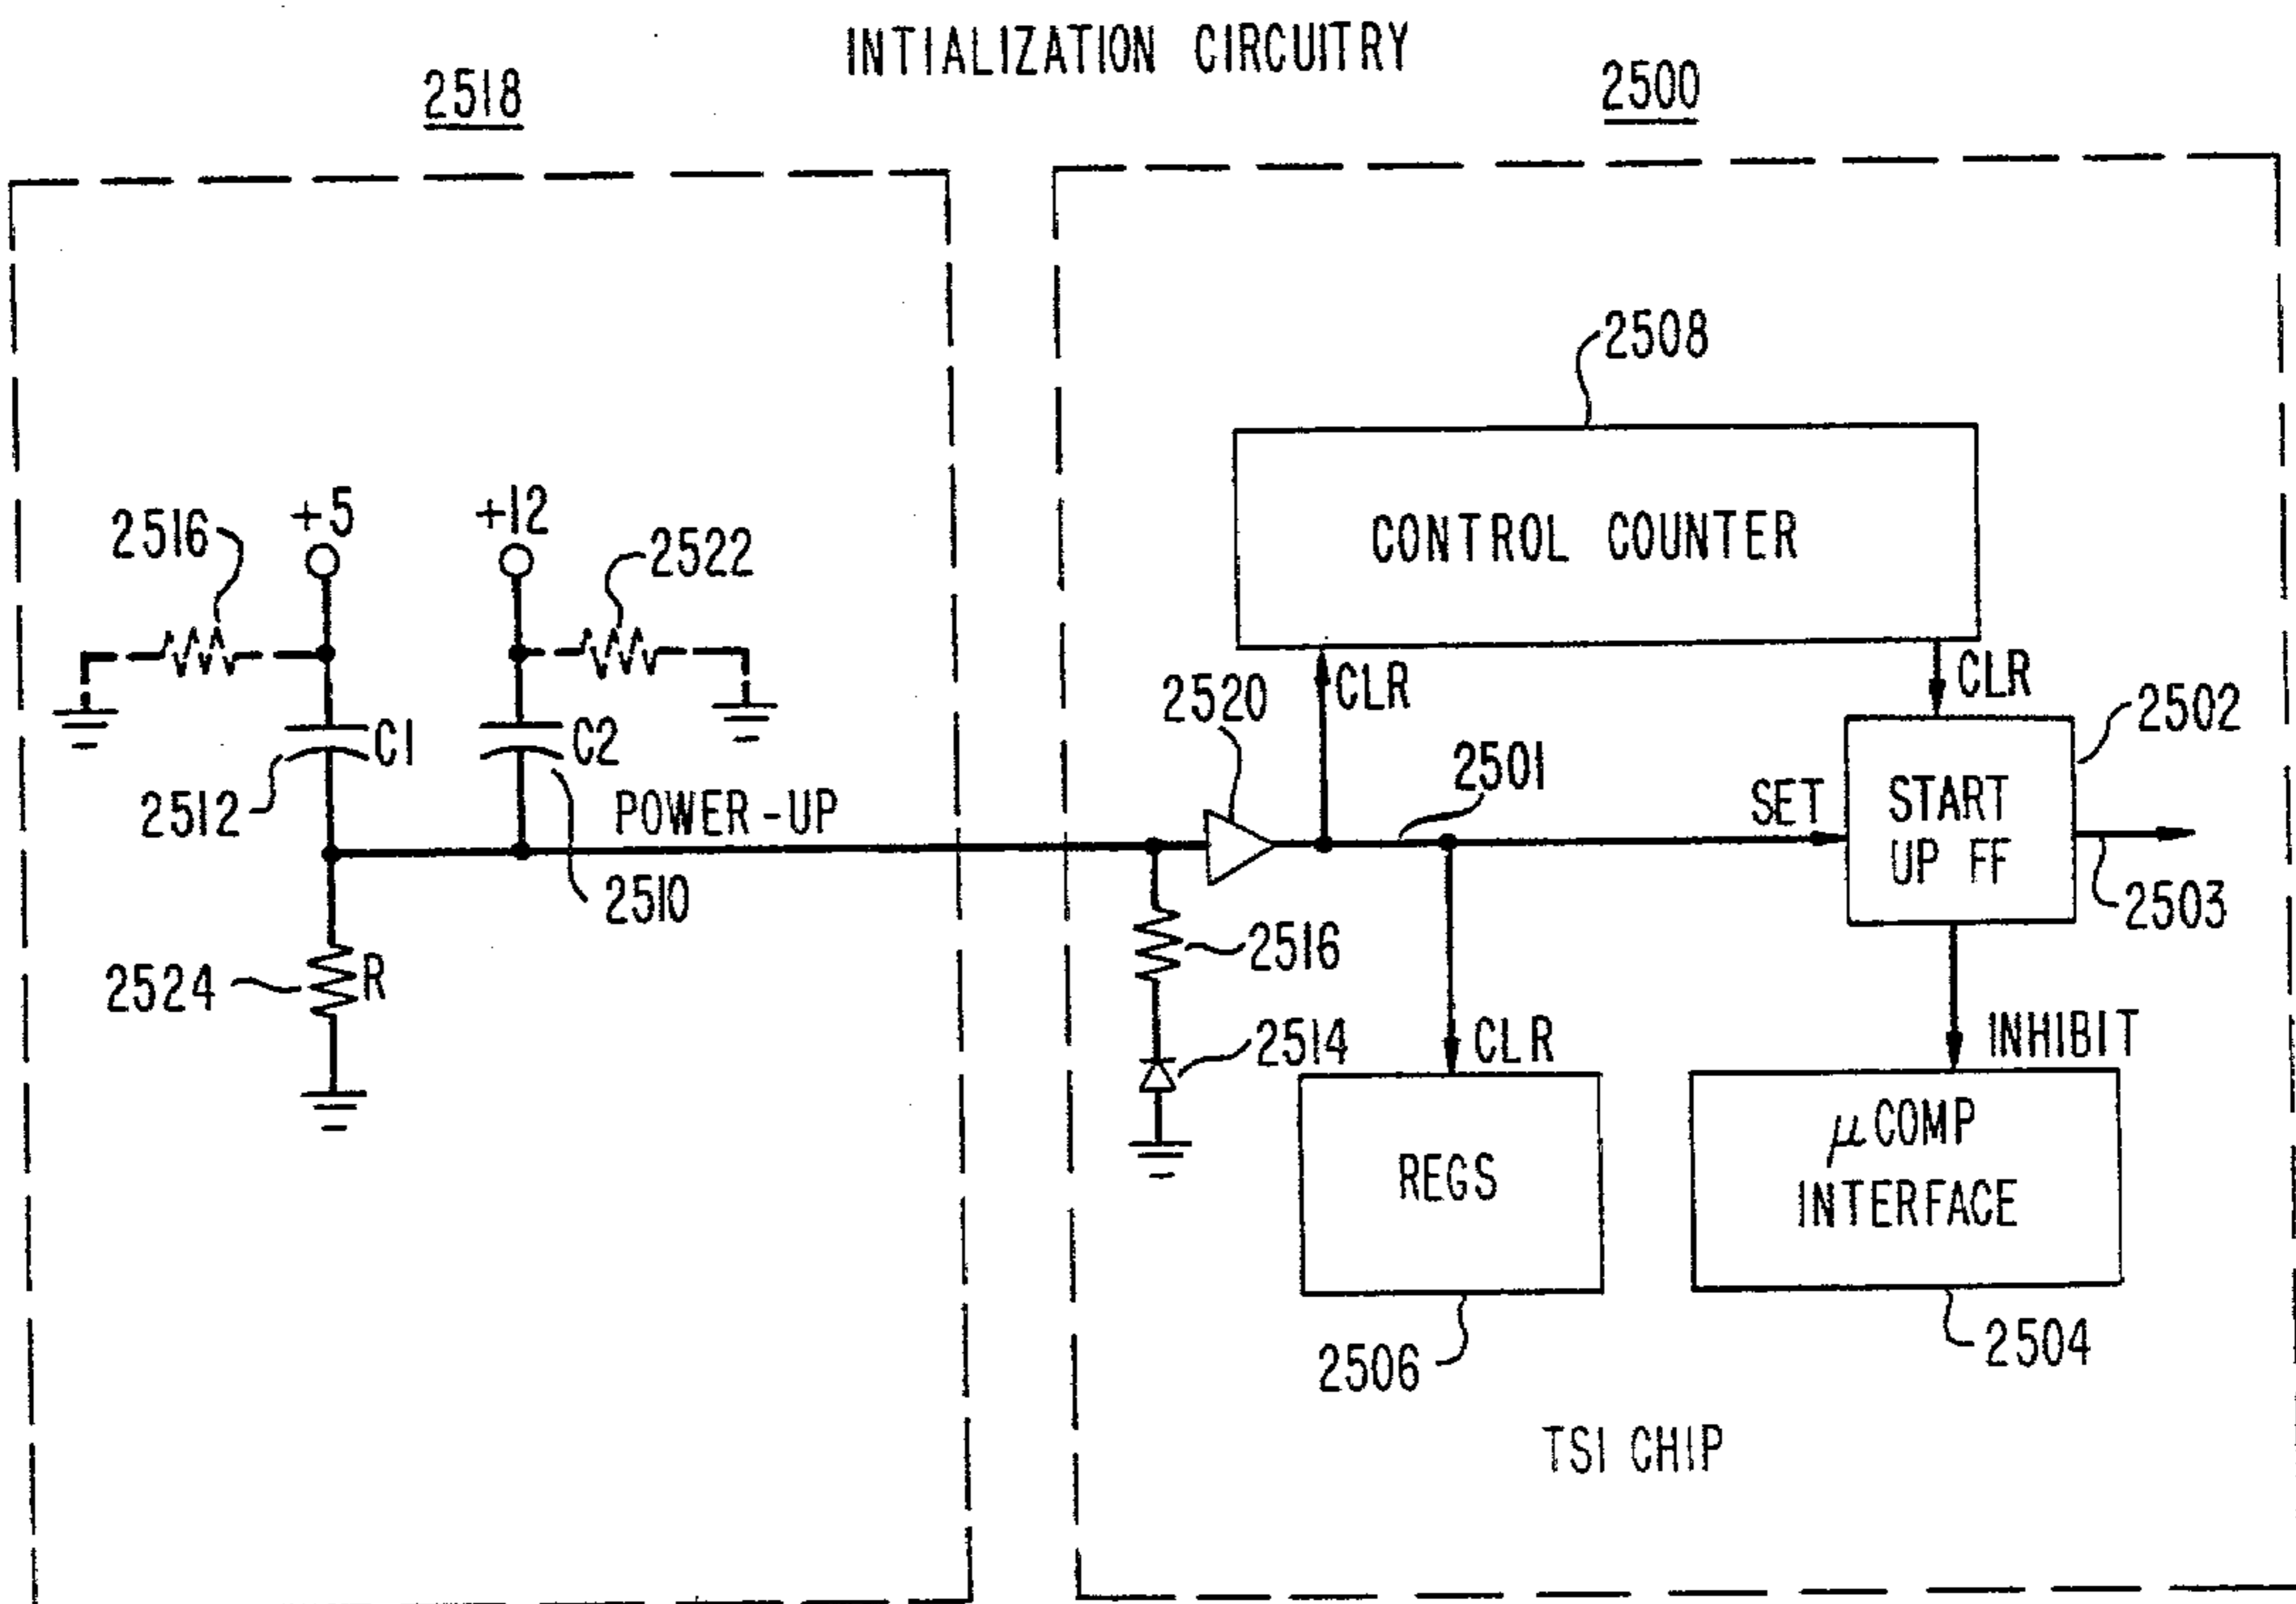 INTIALIZATION CIRCUITRY
2518
2500
2508
CONTROL COUNTER
2516
+5
+12
2522
CLR
CLR
2520
2502
C1
C2
2501
2512
POWER-UP
SET
START
UP FF
2510
2503
2524
R
2516
2514
CLR
INHIBIT
REGS
μ COMP
INTERFACE
2506
2504
TSI CHIP